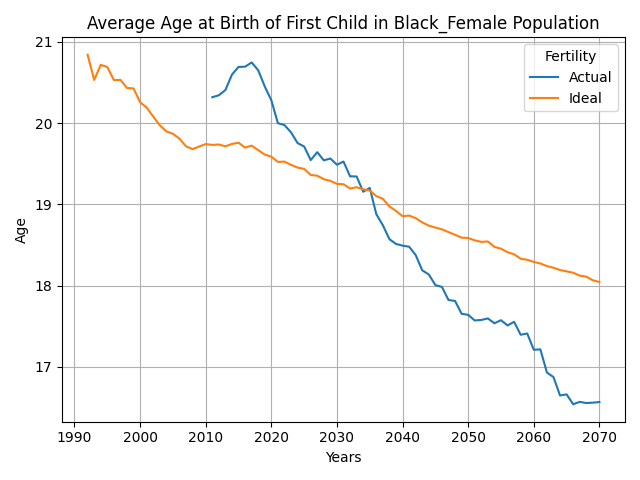 Average Age at Birth of First Child in Black_Female Population
21
20
19
18
17
Age
Fertility
Actual
Ideal
1990 2000 2010 2020 2030 2040 2050 2060 2070
Years